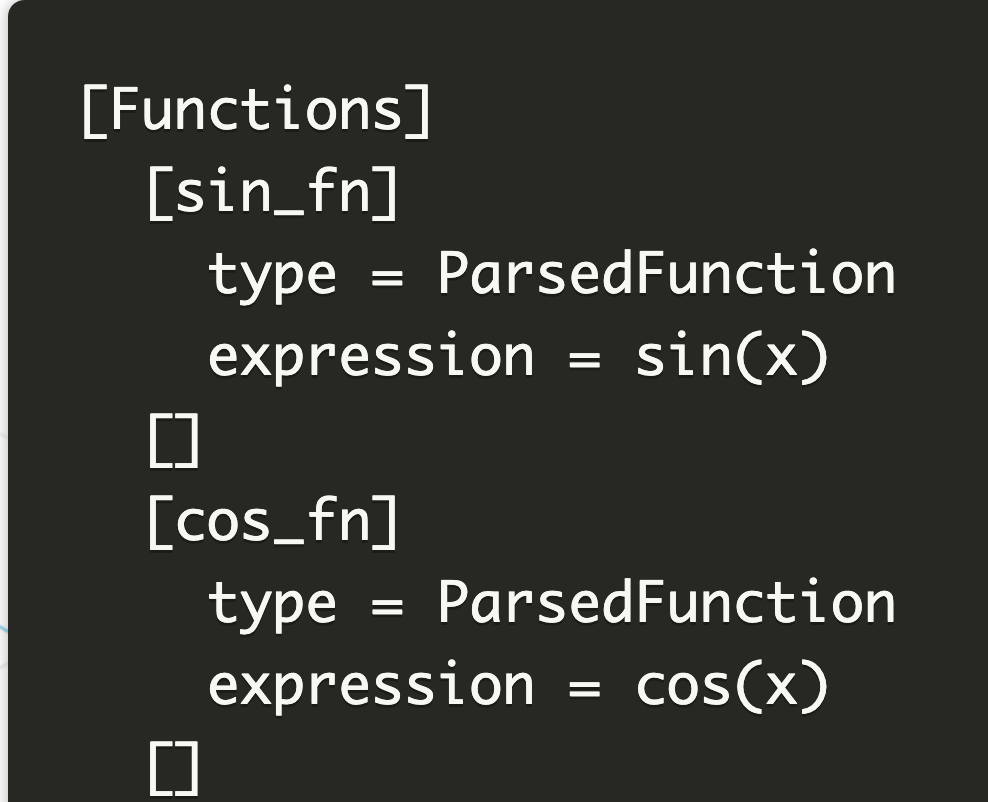 [Functions]
  [sin_fn]
    type = ParsedFunction
    expression = sin(x)
  []
  [cos_fn]
    type = ParsedFunction
    expression = cos(x)
  []